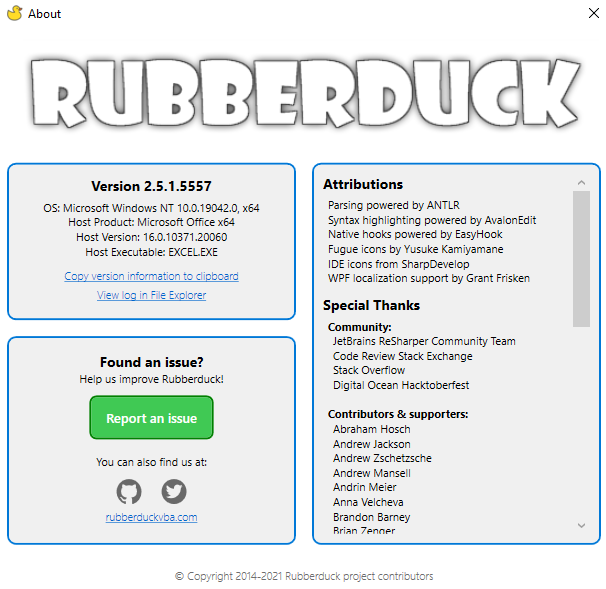 About
RUBBERDUCK
Version 2.5.1.5557
OS: Microsoft Windows NT 10.0.19042.0, x64
Host Product: Microsoft Office x64
Host Version: 16.0.10371.20060
Host Executable: EXCEL.EXE
Copy version information to clipboard
View log in File Explorer
Found an issue?
Help us improve Rubberduck!
Report an issue
You can also find us at:
rubberduckvba.com
Attributions
Parsing powered by ANTLR
Syntax highlighting powered by AvalonEdit
Native hooks powered by EasyHook
Fugue icons by Yusuke Kamiyamane
IDE icons from SharpDevelop
WPF localization support by Grant Frisken
Special Thanks
Community:
JetBrains ReSharper Community Team
Code Review Stack Exchange
Stack Overflow
Digital Ocean Hacktoberfest
Contributors & supporters:
Abraham Hosch
Andrew Jackson
Andrew Zschetzsche
Andrew Mansell
Andrin Meier
Anna Velcheva
Brandon Barney
Brian Zenger
© Copyright 2014-2021 Rubberduck project contributors